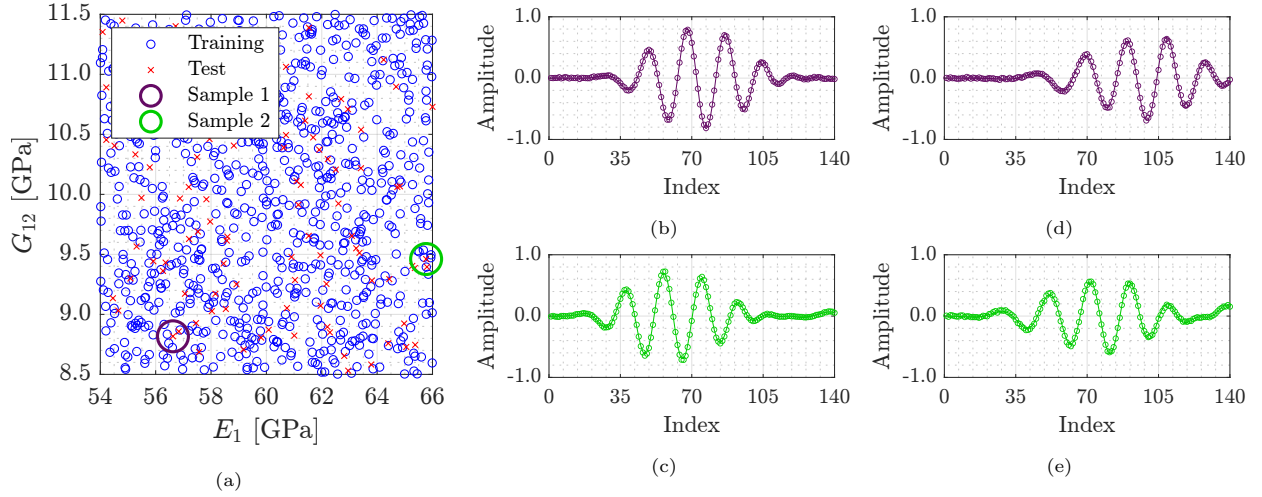 11.5
11.0
10.5
10.0
9.5
9.0
8.5
G12 [GPa]
Training
Test
Sample 1
Sample 2
54 56 58 60 62 64 66
E1 [GPa]
(a)
1.0
0.0
-1.0
Amplitude
0 35 70 105 140
Index
(b)
1.0
0.0
-1.0
Amplitude
0 35 70 105 140
Index
(d)
1.0
0.0
-1.0
Amplitude
0 35 70 105 140
Index
(c)
1.0
0.0
-1.0
Amplitude
0 35 70 105 140
Index
(e)